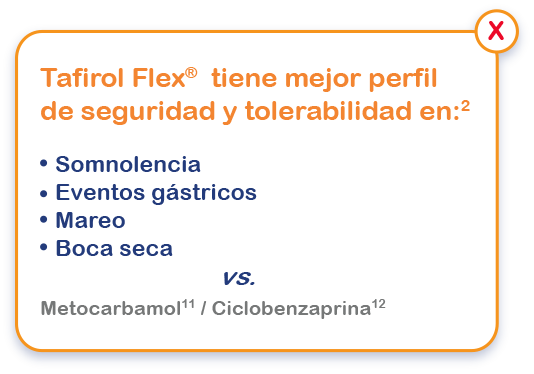 X
Tafirol Flex® tiene mejor perfil
de seguridad y tolerabilidad en:²
• Somnolencia
• Eventos gástricos
• Mareo
• Boca seca
vs.
Metocarbamol¹¹ / Ciclobenzaprina¹²